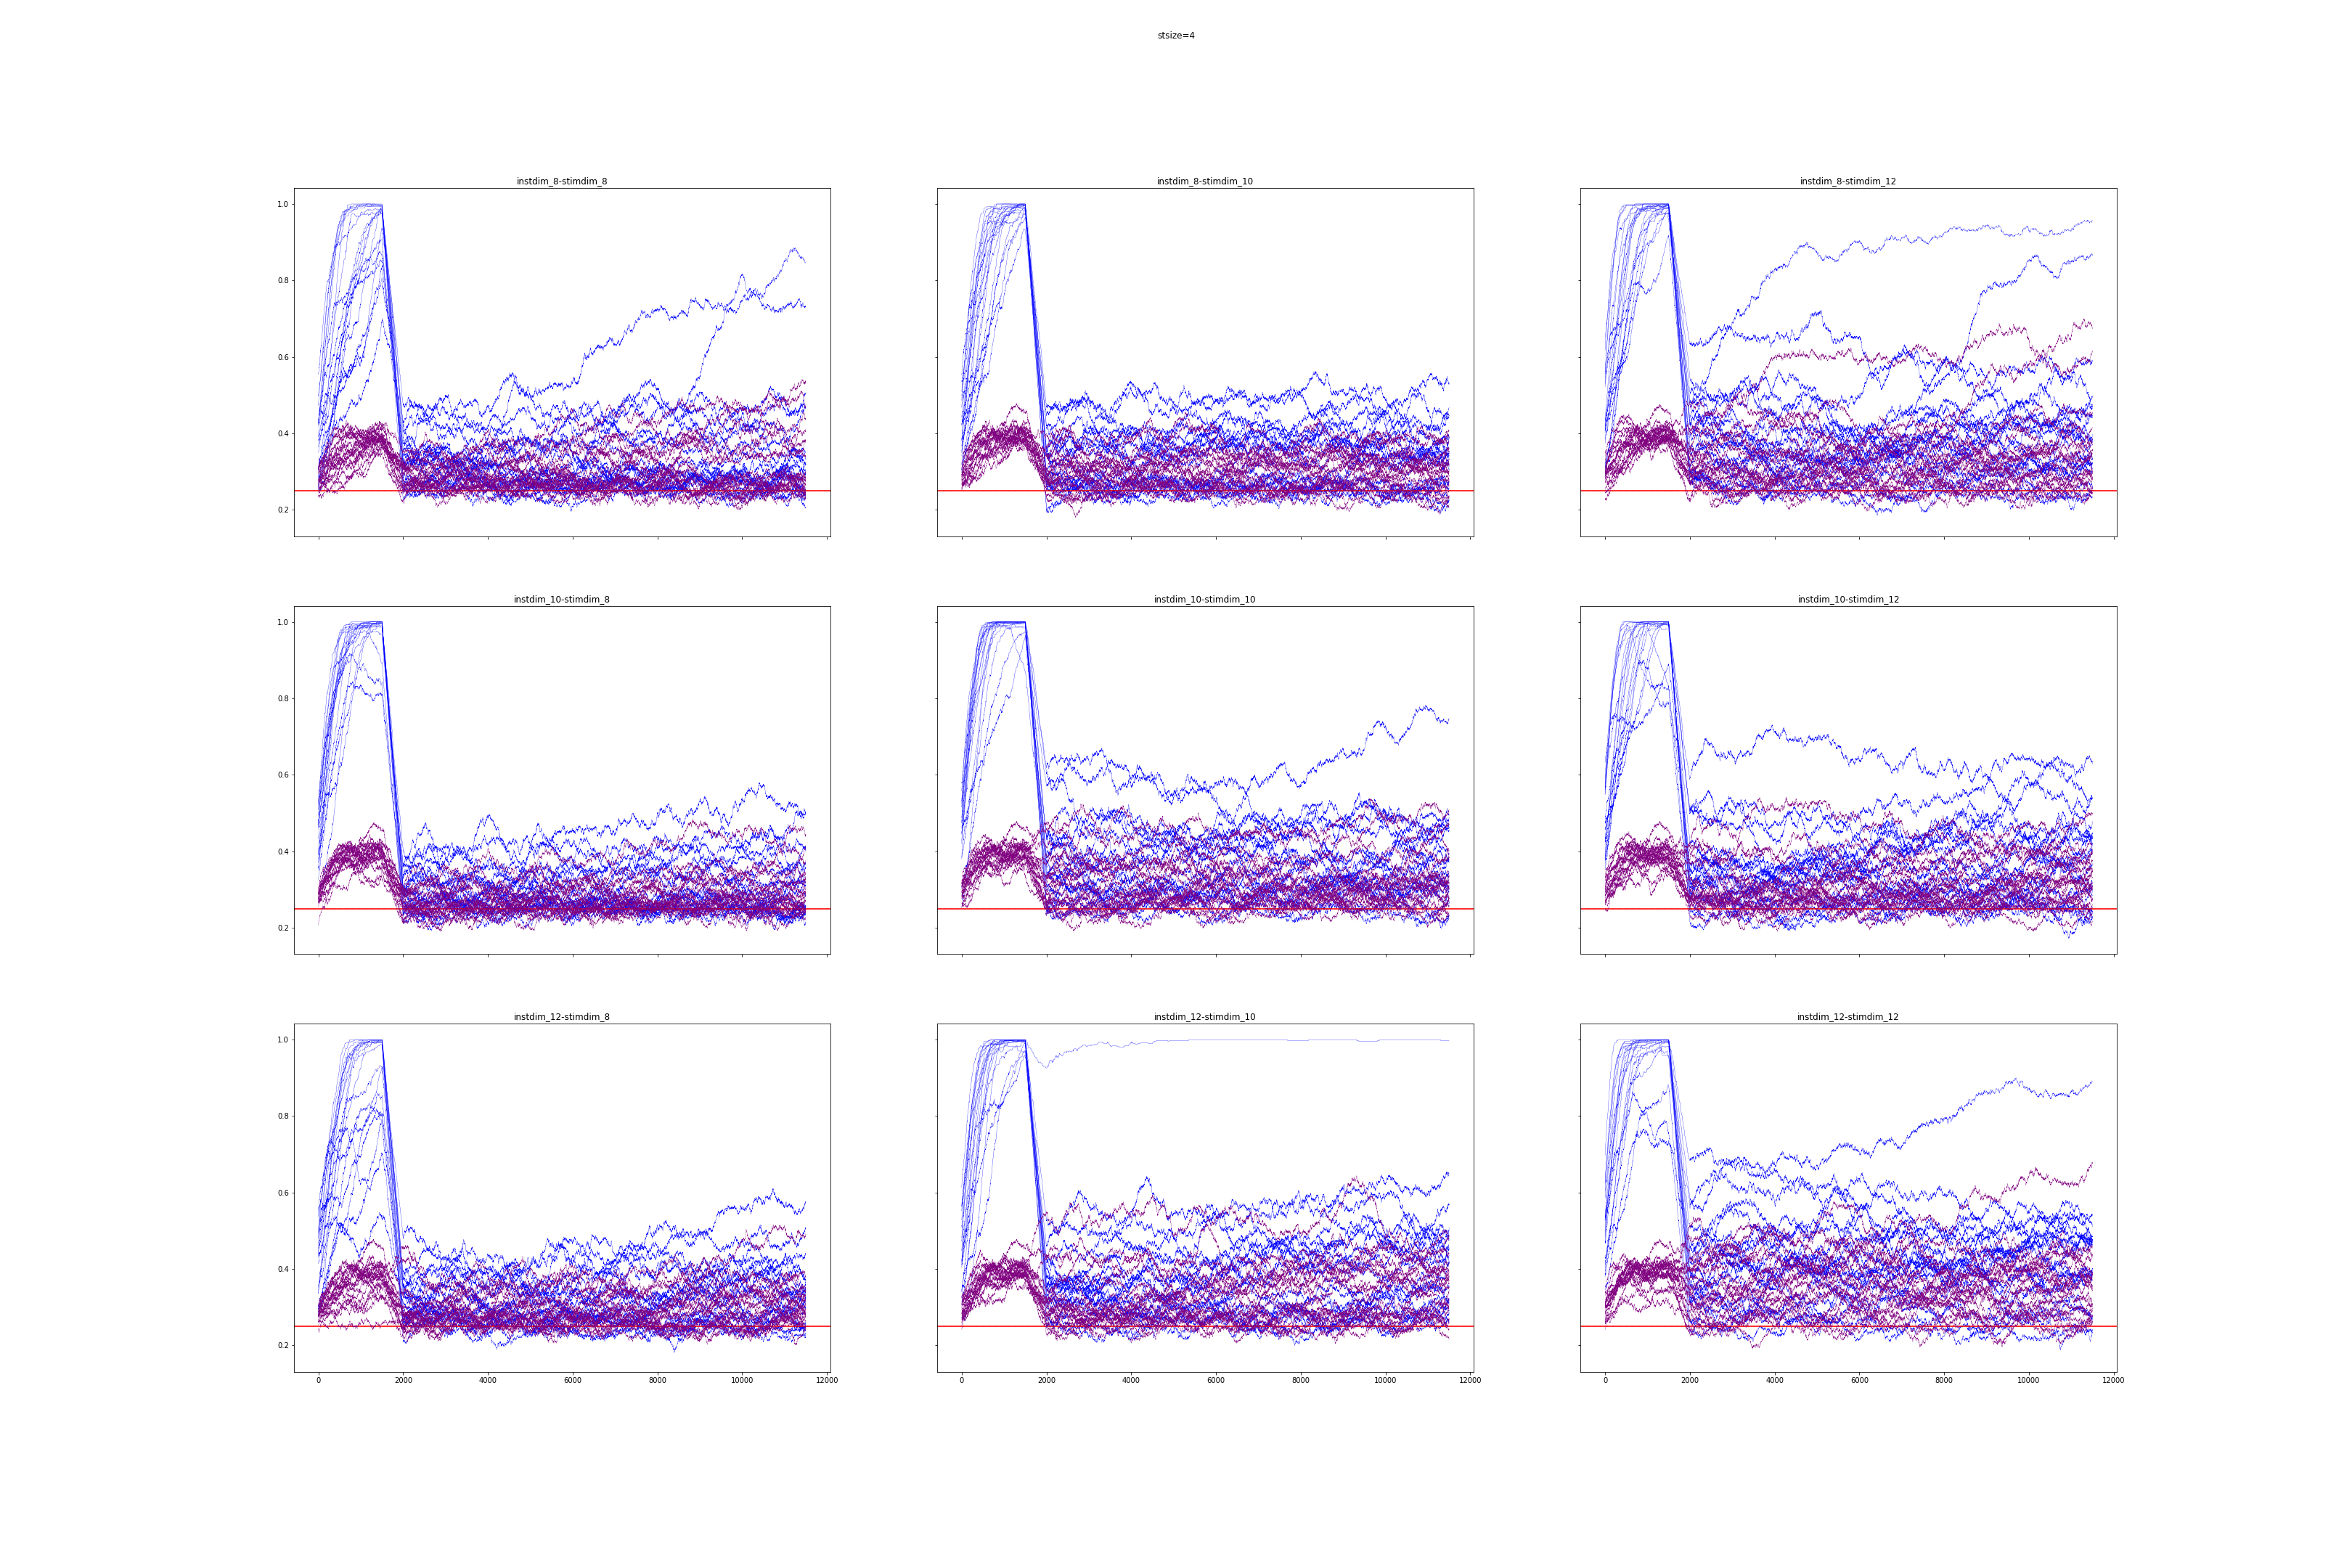 stsize=4
instdim_8-stimdim_8
instdim_8-stimdim_10
instdim_8-stimdim_12
1.0
0.8
0.6
0.4
0.2
instdim_10-stimdim_8
instdim_10-stimdim_10
instdim_10-stimdim_12
1.0
0.8
0.6
0.4
0.2
instdim_12-stimdim_8
instdim_12-stimdim_10
instdim_12-stimdim_12
1.0
0.8
0.6
0.4
0.2
0 2000 4000 6000 8000 10000 12000
0 2000 4000 6000 8000 10000 12000
0 2000 4000 6000 8000 10000 12000